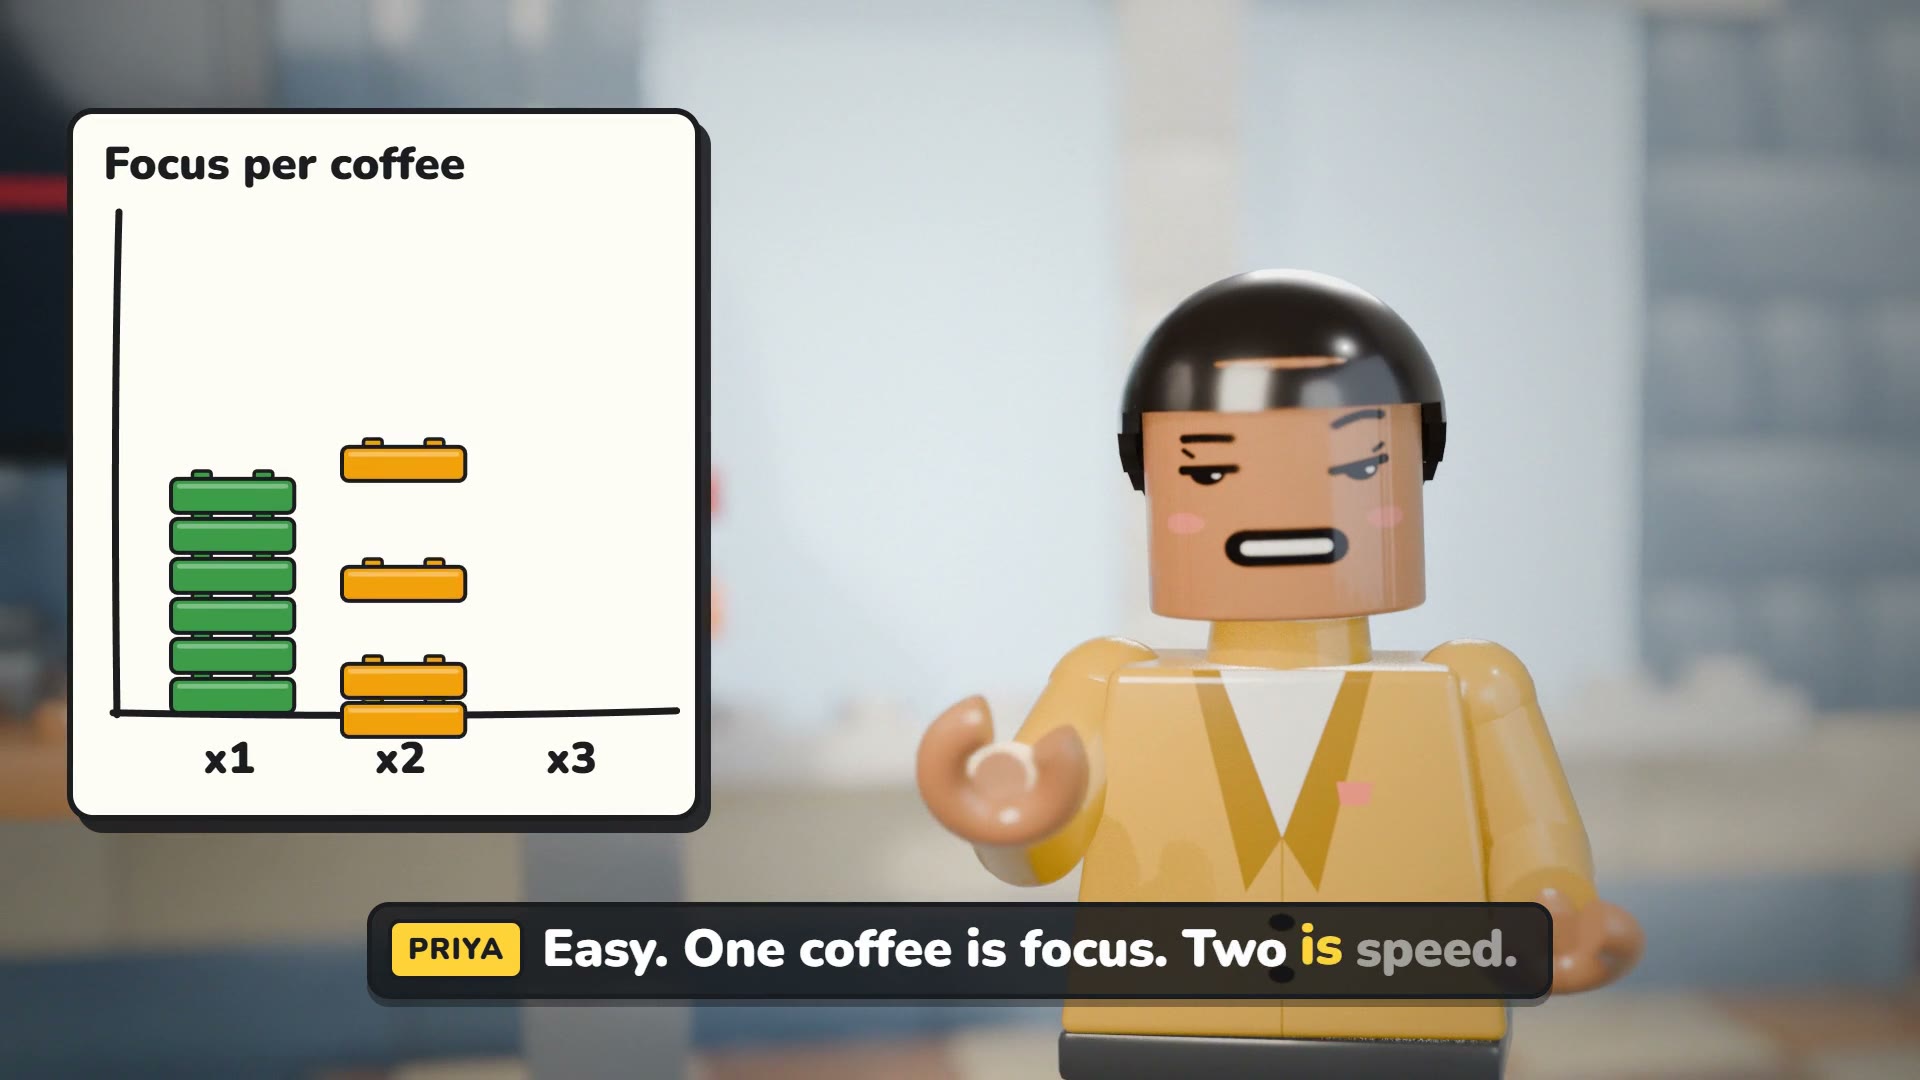 Focus per coffee
x1 x2 x3
PRIYA Easy. One coffee is focus. Two is speed.